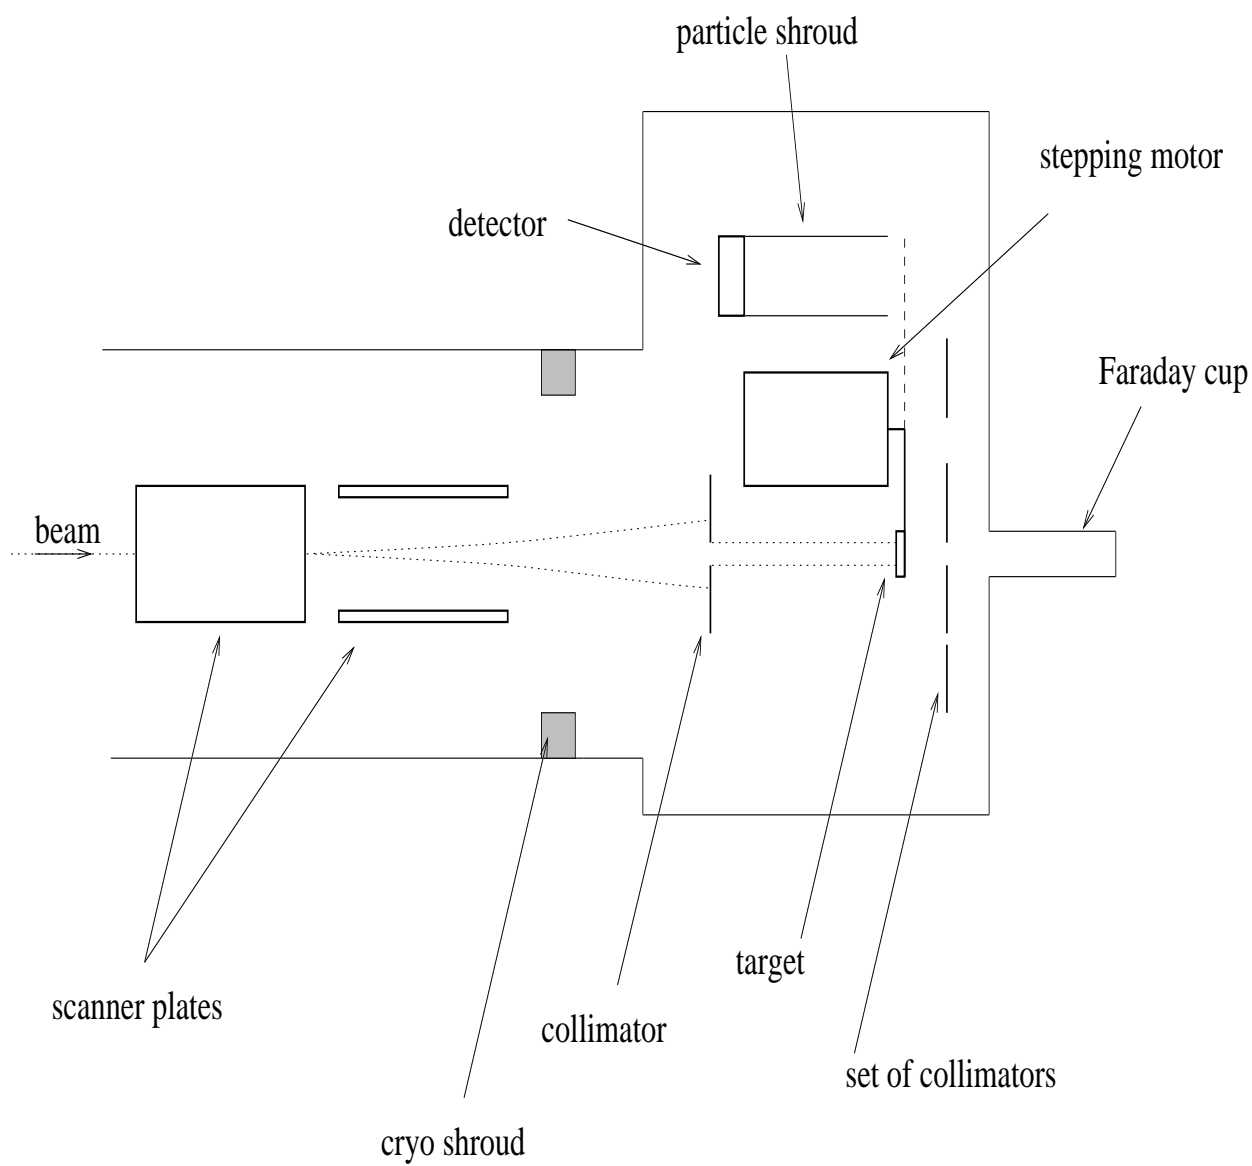 particle shroud
stepping motor
detector
Faraday cup
beam
target
scanner plates
collimator
set of collimators
cryo shroud